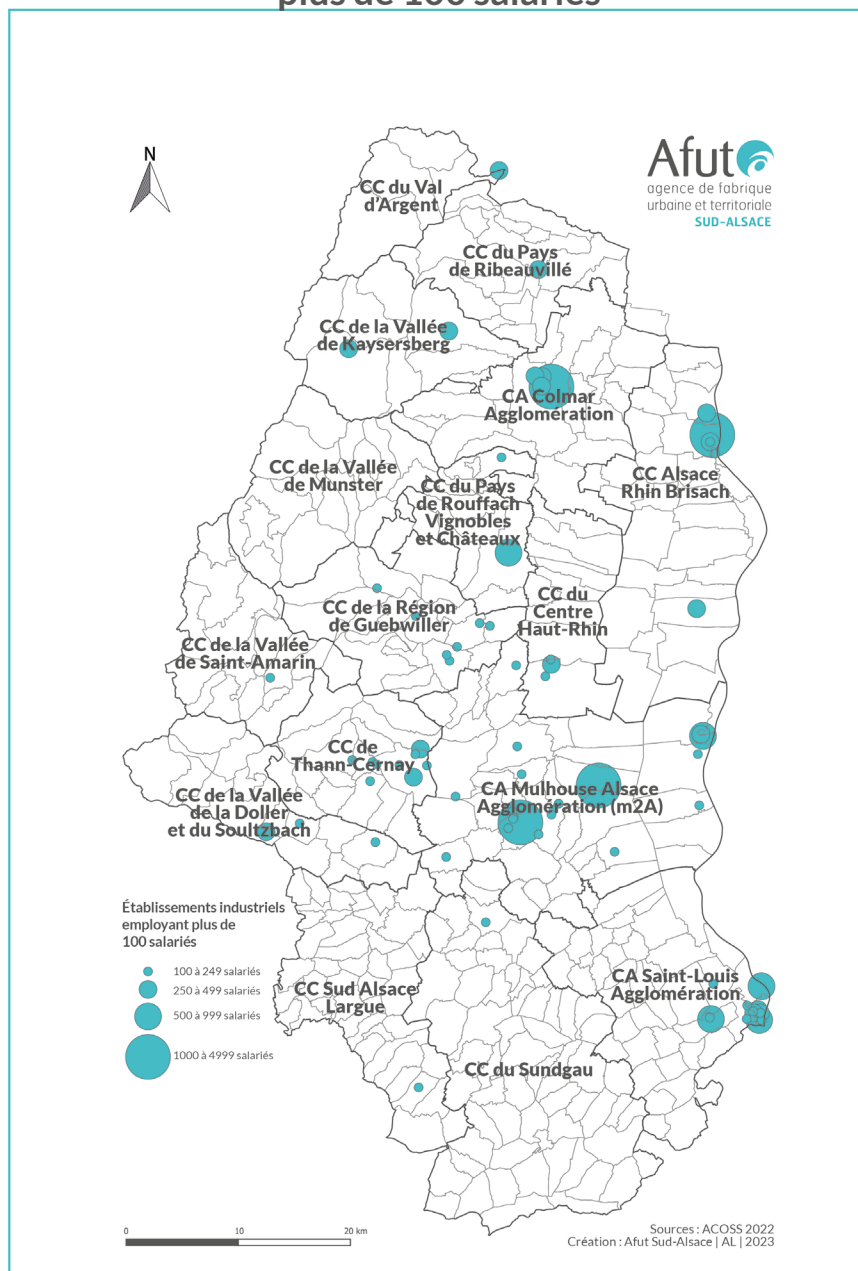 plus de 100 salariés
N
Afut
agence de fabrique
urbaine et territoriale
SUD-ALSACE
CC du Val
d'Argent
CC du Pays
de Ribeauvillé
CC de la Vallée
de Kaysersberg
CA Colmar
Agglomération
CC de la Vallée
de Munster
CC du Pays
de Rouffach
Vignobles
et Châteaux
CC Alsace
Rhin Brisach
CC de la Région
de Guebwiller
CC du
Centre
Haut-Rhin
CC de la Vallée
de Saint-Amarin
CC de
Thann-Cernay
CA Mulhouse Alsace
Agglomération (m2A)
CC de la Vallée
de la Doller
et du Soultzbach
Établissements industriels
employant plus de
100 salariés
100 à 249 salariés
250 à 499 salariés
500 à 999 salariés
1000 à 4999 salariés
CC Sud Alsace
Largue
CA Saint-Louis
Agglomération
CC du Sundgau
0 10 20 km
Sources : ACOSS 2022
Création : Afut Sud-Alsace | AL | 2023